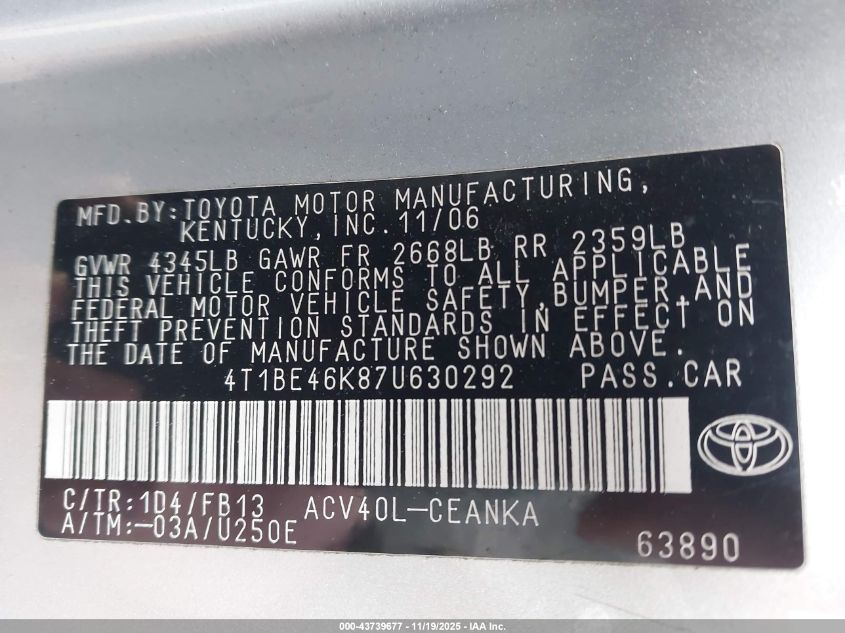 MFD.BY:TOYOTA MOTOR MANUFACTURING,
KENTUCKY,INC.11/06
GVWR 4345LB GAWR FR 2668LB RR 2359LB
THIS VEHICLE CONFORMS TO ALL APPLICABLE
FEDERAL MOTOR VEHICLE SAFETY,BUMPER,AND
THEFT PREVENTION STANDARDS IN EFFECT ON
THE DATE OF MANUFACTURE SHOWN ABOVE.
4T1BE46K87U630292 PASS.CAR
C/TR:1D4/FB13 ACV40L-CEANKA
A/TM:-03A/U250E
63890
000-43739677 - 11/19/2025 - IAA Inc.